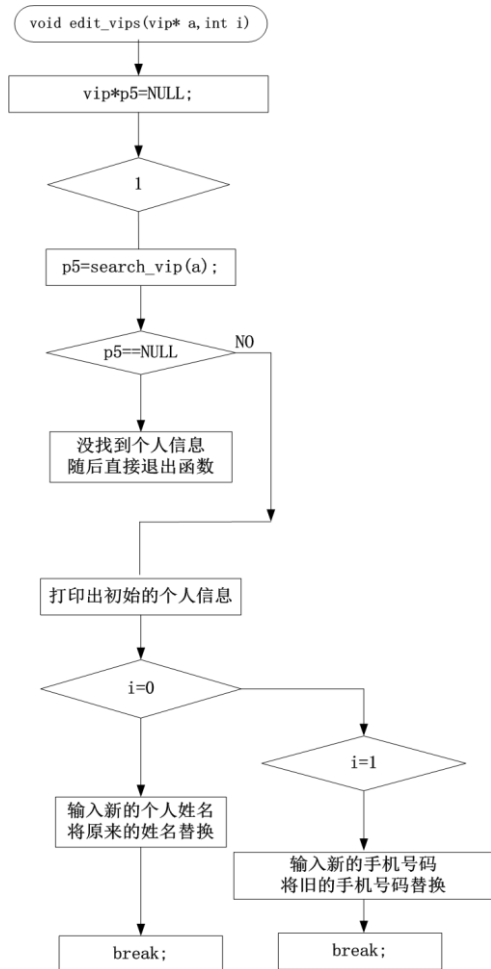 void edit_vips(vip* a,int i)
vip*p5=NULL;
1
p5=search_vip(a);
p5==NULL
NO
没找到个人信息
随后直接退出函数
打印出初始的个人信息
i=0
i=1
输入新的个人姓名
将原来的姓名替换
输入新的手机号码
将旧的手机号码替换
break;
break;